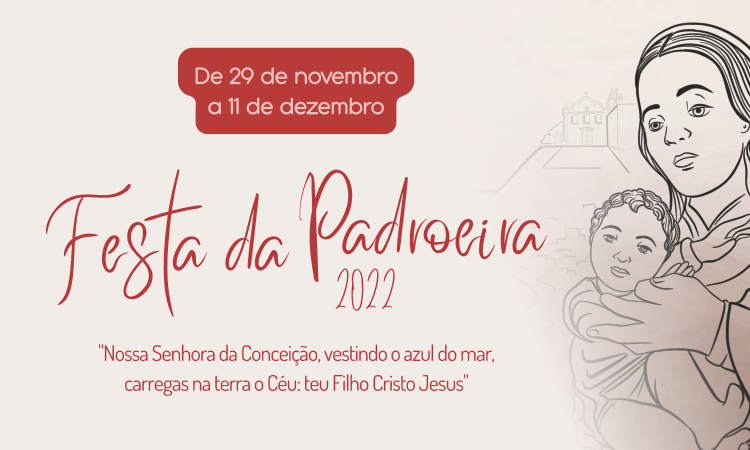 De 29 de novembro
a 11 de dezembro
Festa da Padroeira
2022
"Nossa Senhora da Conceição, vestindo o azul do mar,
carregas na terra o Céu: teu Filho Cristo Jesus"